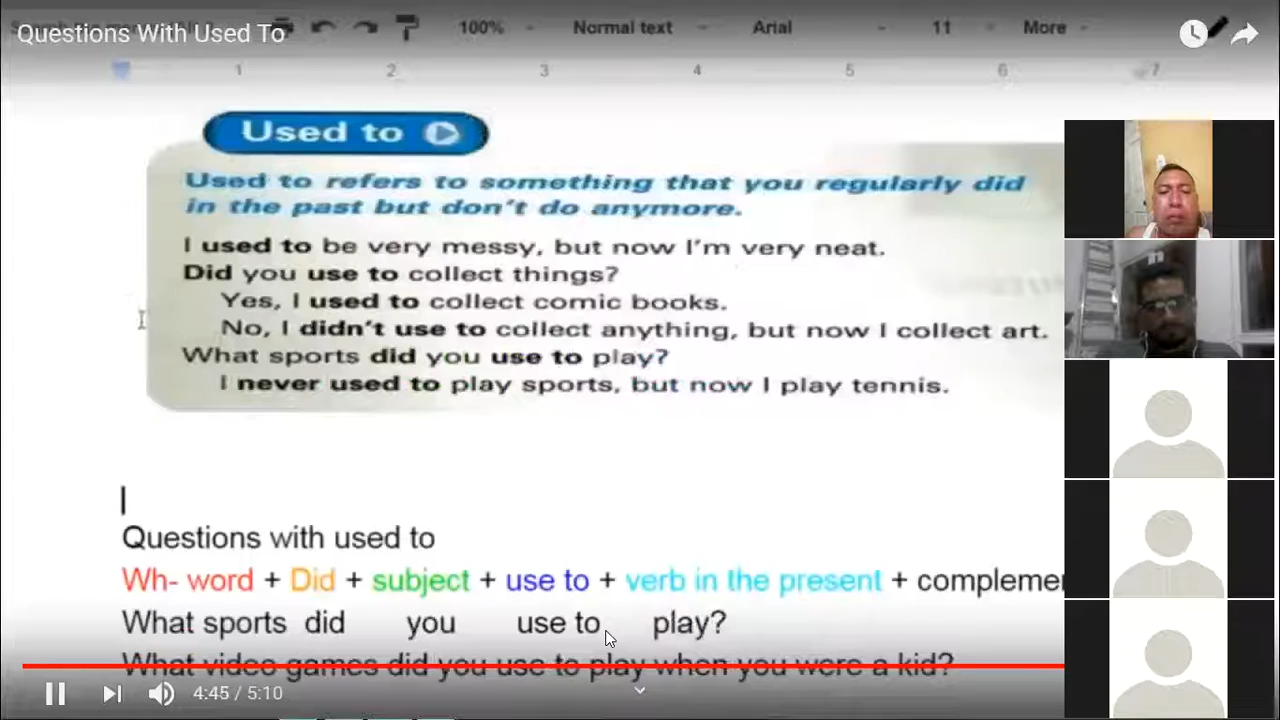 Questions With Used To
100% Normal text Arial 11 More
1 2 3 4 5 6 7
Used to
Used to refers to something that you regularly did
in the past but don't do anymore.
I used to be very messy, but now I'm very neat.
Did you use to collect things?
Yes, I used to collect comic books.
No, I didn't use to collect anything, but now I collect art.
What sports did you use to play?
I never used to play sports, but now I play tennis.
Questions with used to
Wh- word + Did + subject + use to + verb in the present + complemen
What sports did you use to play?
What video games did you use to play when you were a kid?
4:45 / 5:10